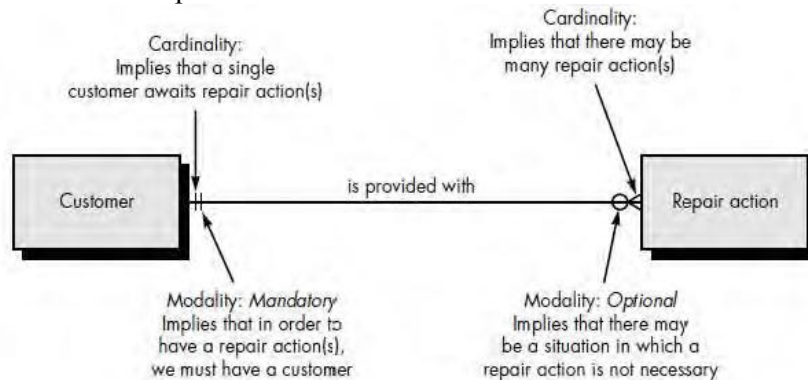 Cardinality:
Implies that a single
customer awaits repair action(s)
Cardinality:
Implies that there may be
many repair action(s)
Customer
is provided with
Repair action
Modality: Mandatory
Implies that in order to
have a repair action(s),
we must have a customer
Modality: Optional
Implies that there may
be a situation in which a
repair action is not necessary